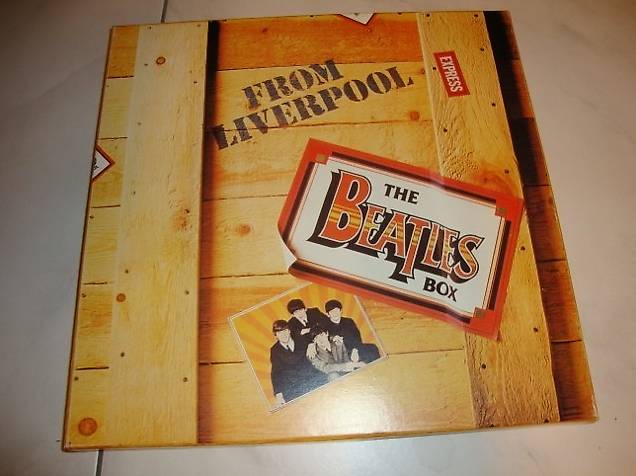 FROM
LIVERPOOL
EXPRESS
THE
BEATLES
BOX